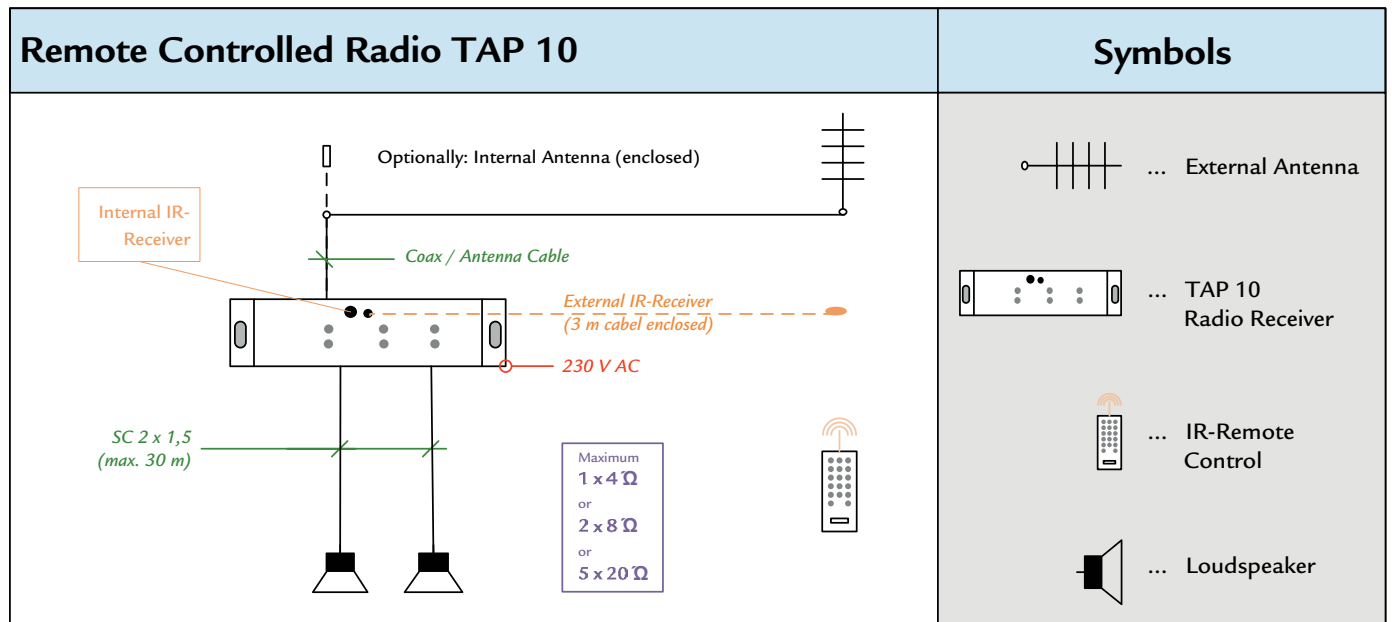 Remote Controlled Radio TAP 10
Symbols
Optionally: Internal Antenna (enclosed)
Internal IR-
Receiver
Coax / Antenna Cable
External IR-Receiver
(3 m cabel enclosed)
230 V AC
SC 2 x 1,5
(max. 30 m)
Maximum
1 x 4 Ω
or
2 x 8 Ω
or
5 x 20 Ω
... External Antenna
... TAP 10
Radio Receiver
... IR-Remote
Control
... Loudspeaker